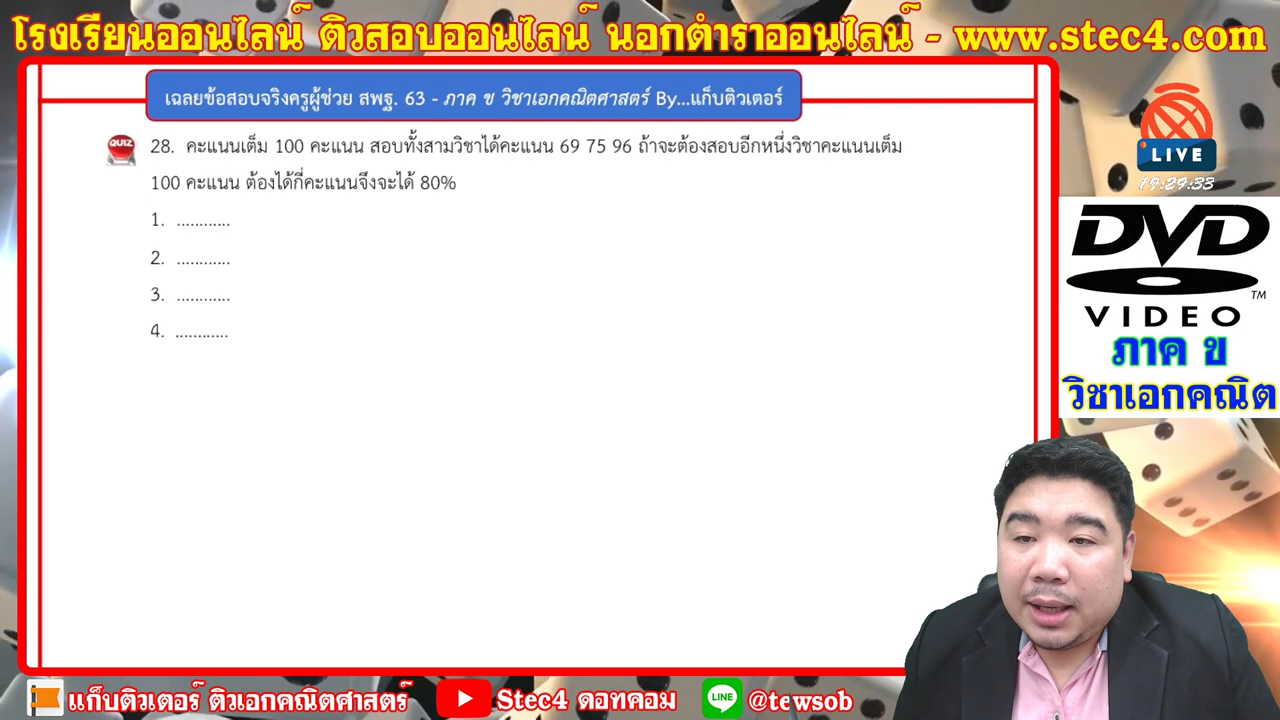 โรงเรียนออนไลน์ ติวสอบออนไลน์ นอกตำราออนไลน์ - www.stec4.com
เฉลยข้อสอบจริงครูผู้ช่วย สพฐ. 63 - ภาค ข วิชาเอกคณิตศาสตร์ By...แก็บติวเตอร์
QUIZ
28. คะแนนเต็ม 100 คะแนน สอบทั้งสามวิชาได้คะแนน 69 75 96 ถ้าจะต้องสอบอีกหนึ่งวิชาคะแนนเต็ม
100 คะแนน ต้องได้กี่คะแนนจึงจะได้ 80%
1. ............
2. ............
3. ............
4. ............
LIVE
19:29:33
DVD
VIDEO TM
ภาค ข
วิชาเอกคณิต
แก็บติวเตอร์ ติวเอกคณิตศาสตร์ Stec4 ดอทคอม LINE @tewsob